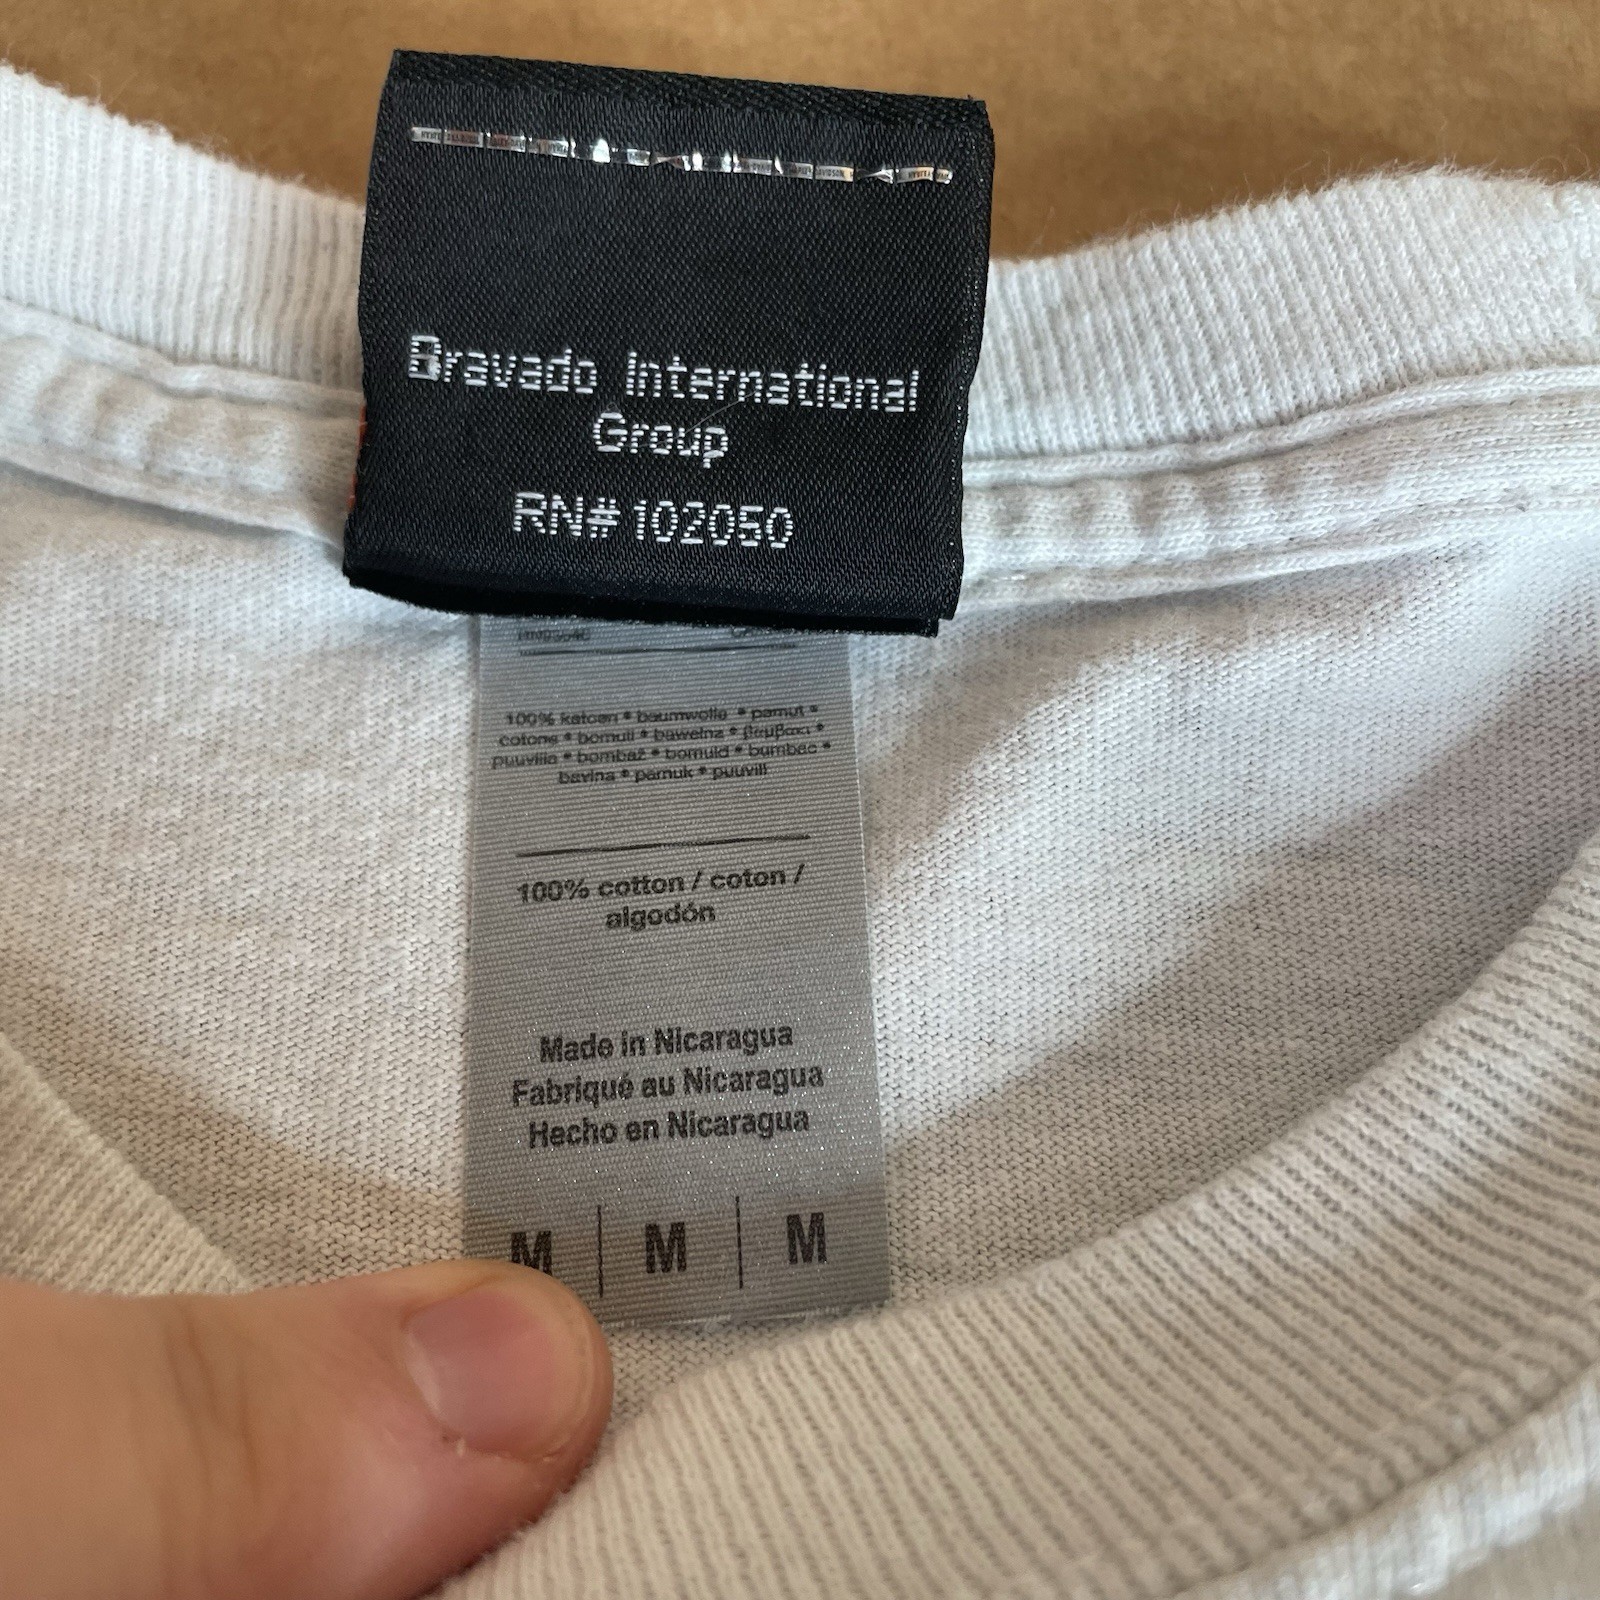 Bravado International
Group
RN#102050
100% katoen * baumwolle * pamut *
cotone * bomull * bawełna * βαμβακι *
puuvilla * bombaž * bomuld * bumbac *
bavlna * pamuk * puuvill
100% cotton / coton /
algodón
Made in Nicaragua
Fabriqué au Nicaragua
Hecho en Nicaragua
M | M | M